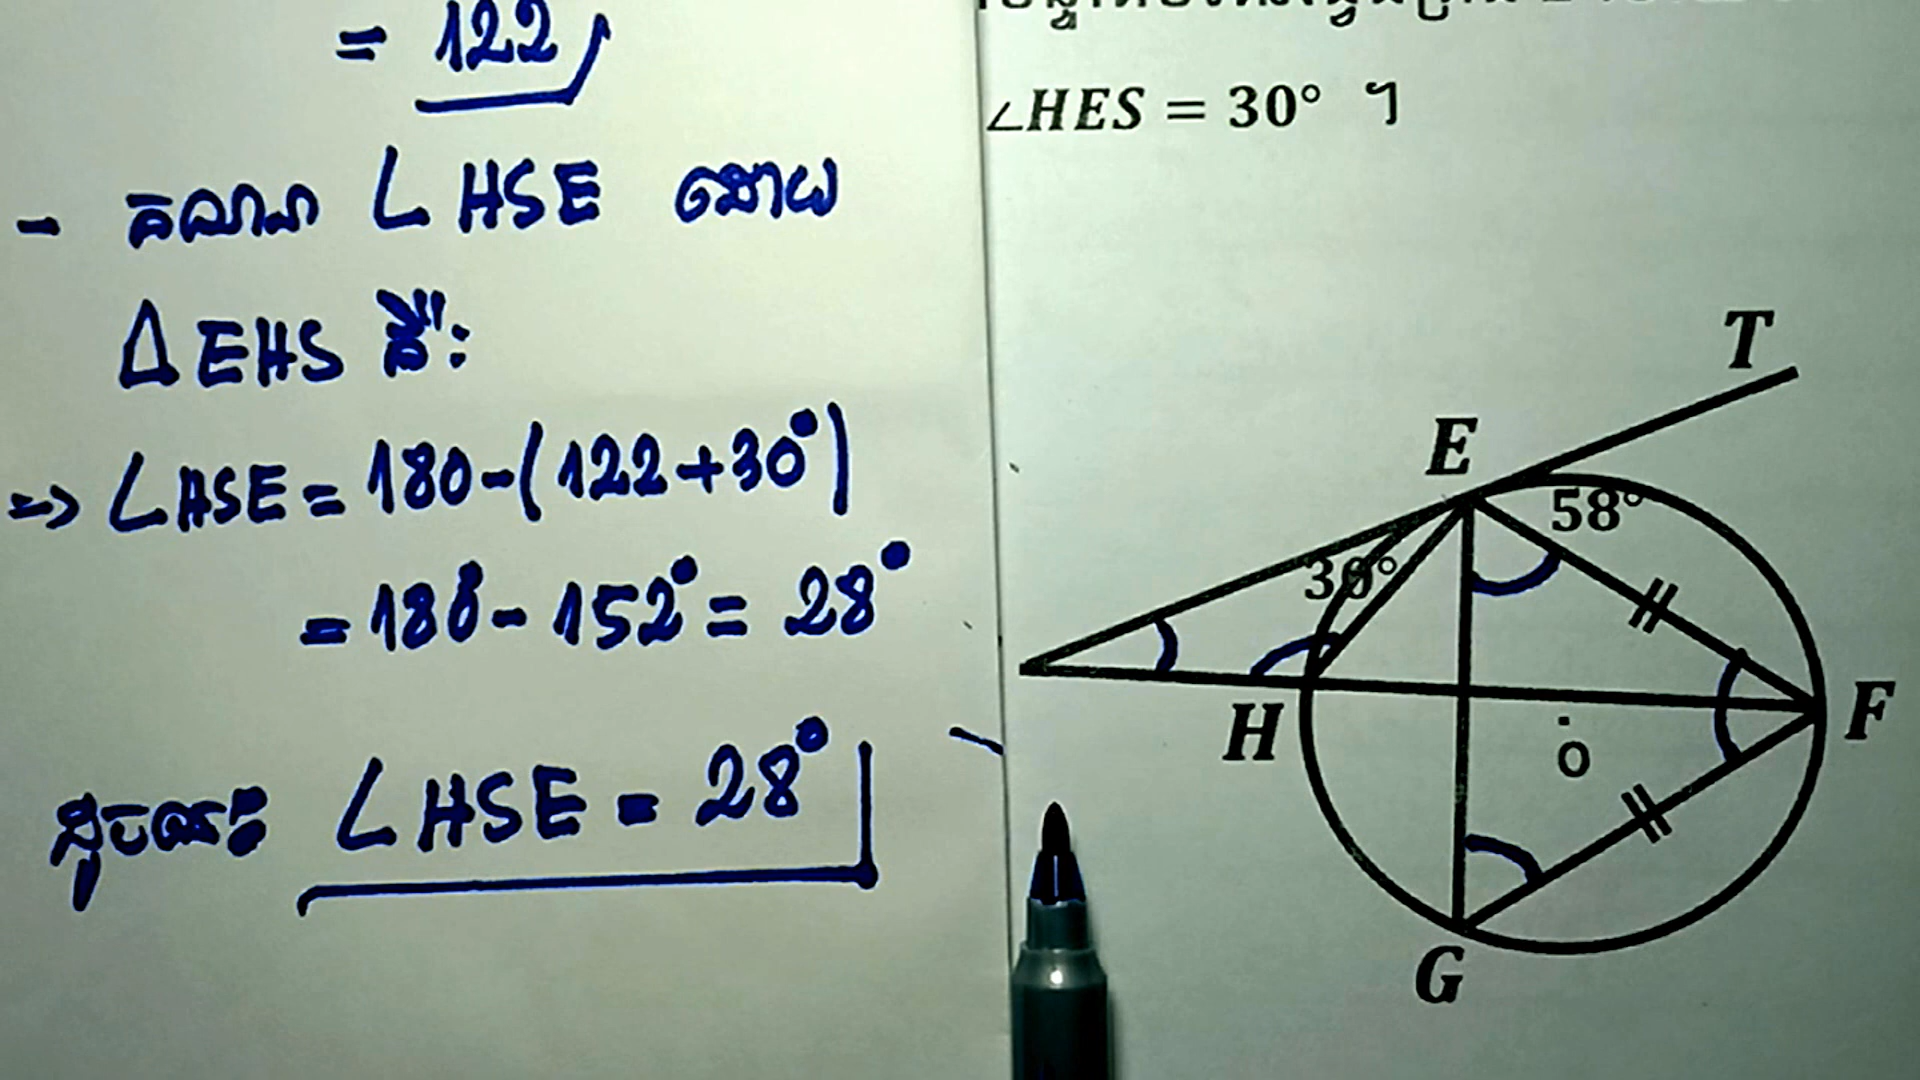 = 122
- គណនា ∠HSE ដោយ
ΔEHS គឺ:
=> ∠HSE = 180-(122+30°)
= 180° - 152° = 28°
ដូចនេះ ∠HSE = 28°
∠HES = 30° ។
T
E
58°
30°
F
H
O
G